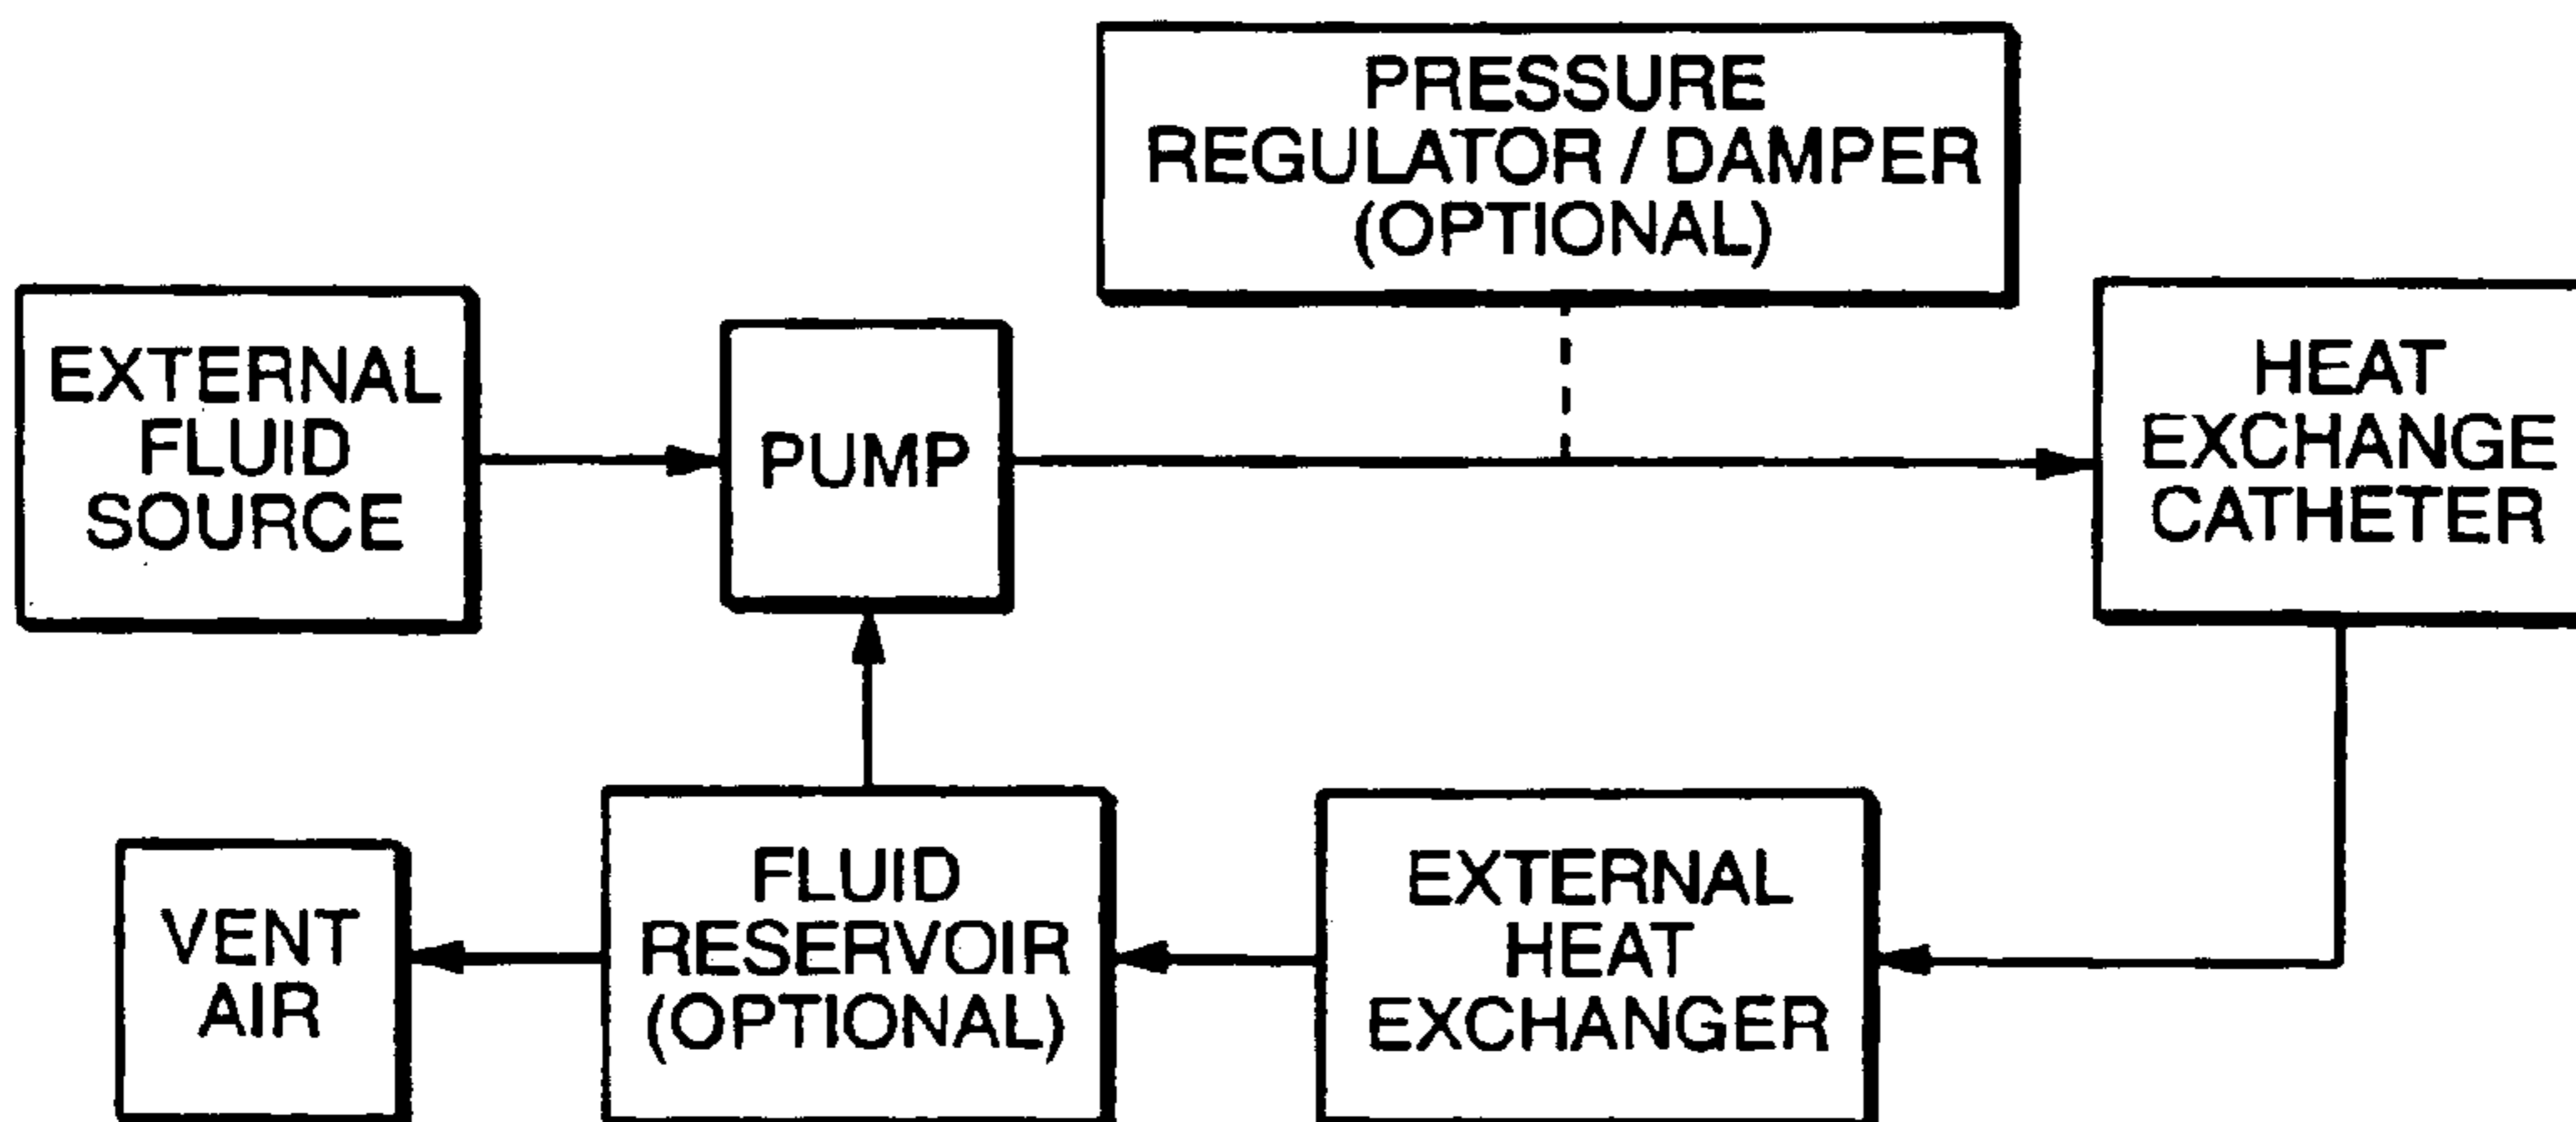 PRESSURE
REGULATOR / DAMPER
(OPTIONAL)
EXTERNAL
FLUID
SOURCE
PUMP
HEAT
EXCHANGE
CATHETER
VENT
AIR
FLUID
RESERVOIR
(OPTIONAL)
EXTERNAL
HEAT
EXCHANGER